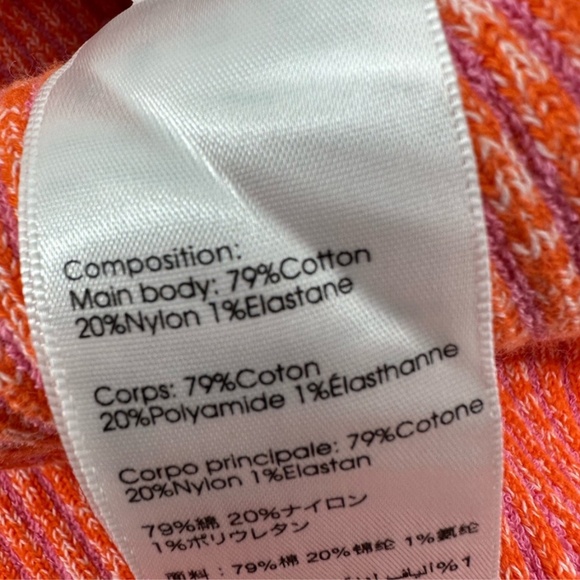 Composition:
Main body: 79%Cotton
20%Nylon 1%Elastane
Corps: 79%Coton
20%Polyamide 1%Élasthanne
Corpo principale: 79%Cotone
20%Nylon 1%Elastan
79%綿 20%ナイロン
1%ポリウレタン
面料：79%棉 20%锦纶 1%氨纶